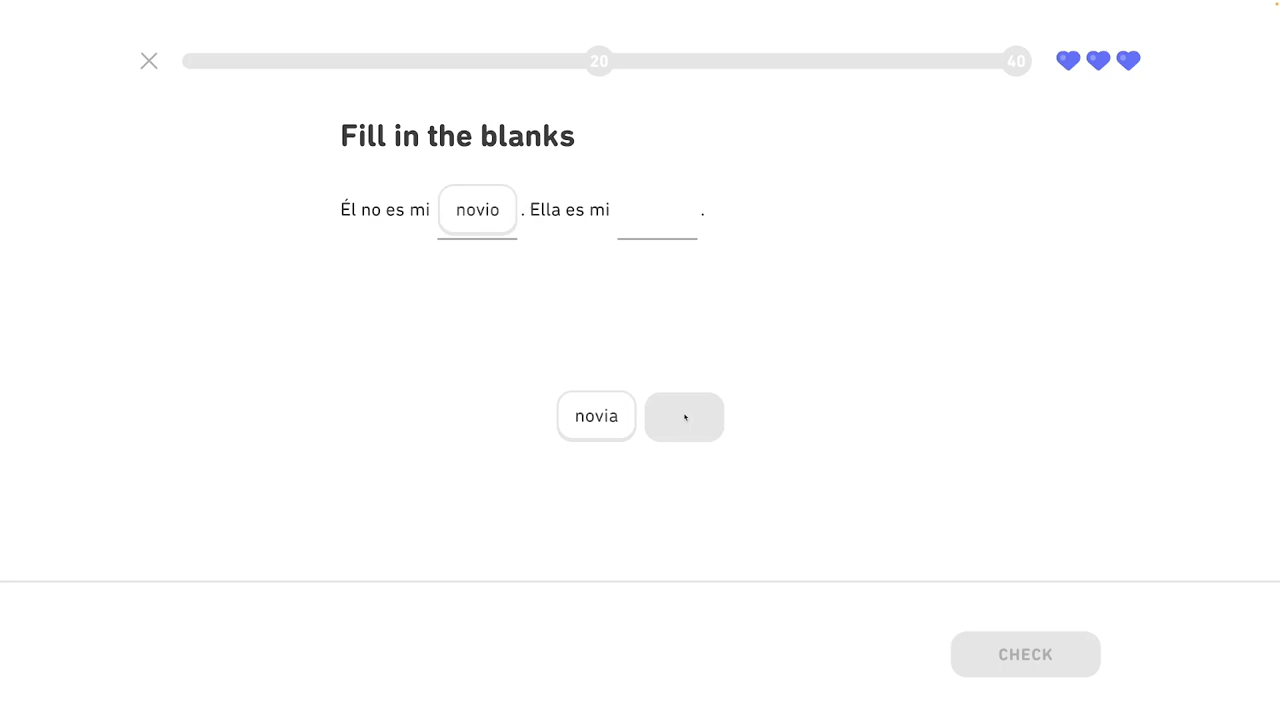 20 40
Fill in the blanks
Él no es mi novio . Ella es mi .
novia
CHECK